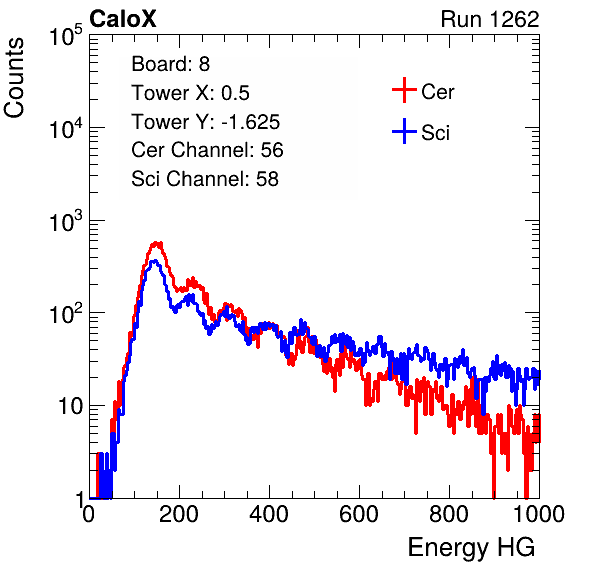 CaloX Run 1262
Counts
Board: 8
Tower X: 0.5
Tower Y: -1.625
Cer Channel: 56
Sci Channel: 58
Cer
Sci
10^5
10^4
10^3
10^2
10
1
0 200 400 600 800 1000
Energy HG